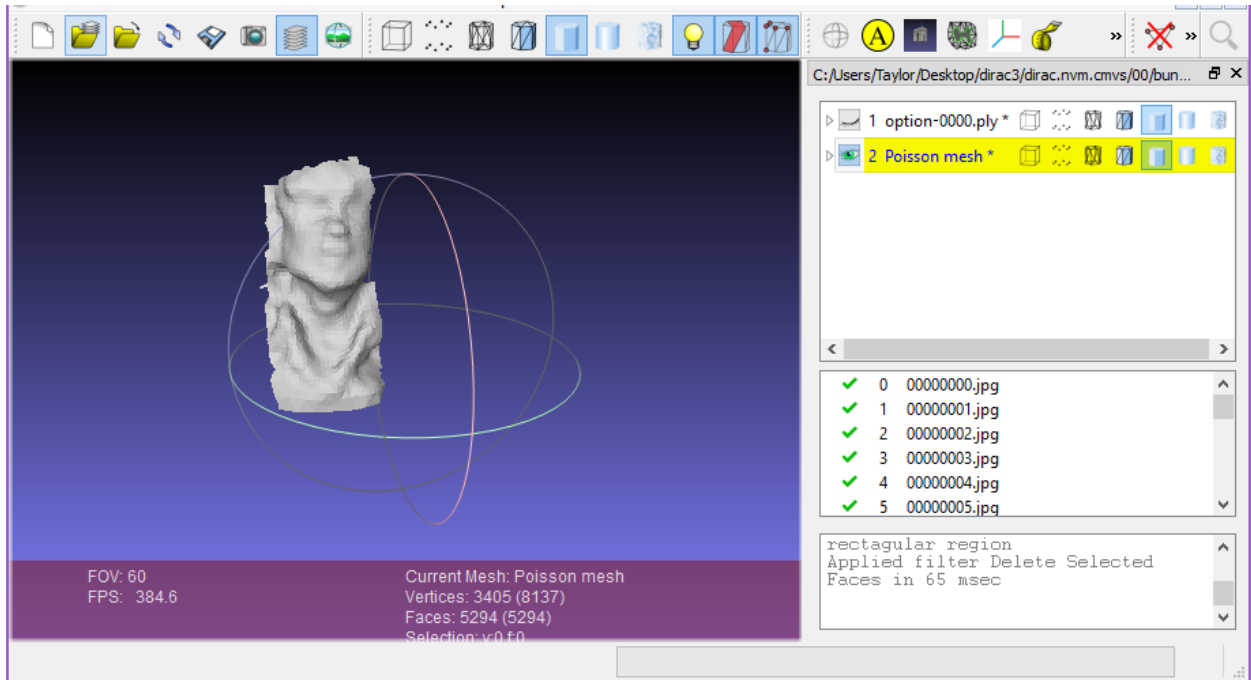 A
» »
C:/Users/Taylor/Desktop/dirac3/dirac.nvm.cmvs/00/bun...
1 option-0000.ply *
2 Poisson mesh *
0 00000000.jpg
1 00000001.jpg
2 00000002.jpg
3 00000003.jpg
4 00000004.jpg
5 00000005.jpg
rectagular region
Applied filter Delete Selected
Faces in 65 msec
FOV: 60
FPS: 384.6
Current Mesh: Poisson mesh
Vertices: 3405 (8137)
Faces: 5294 (5294)
Selection: v:0 f:0